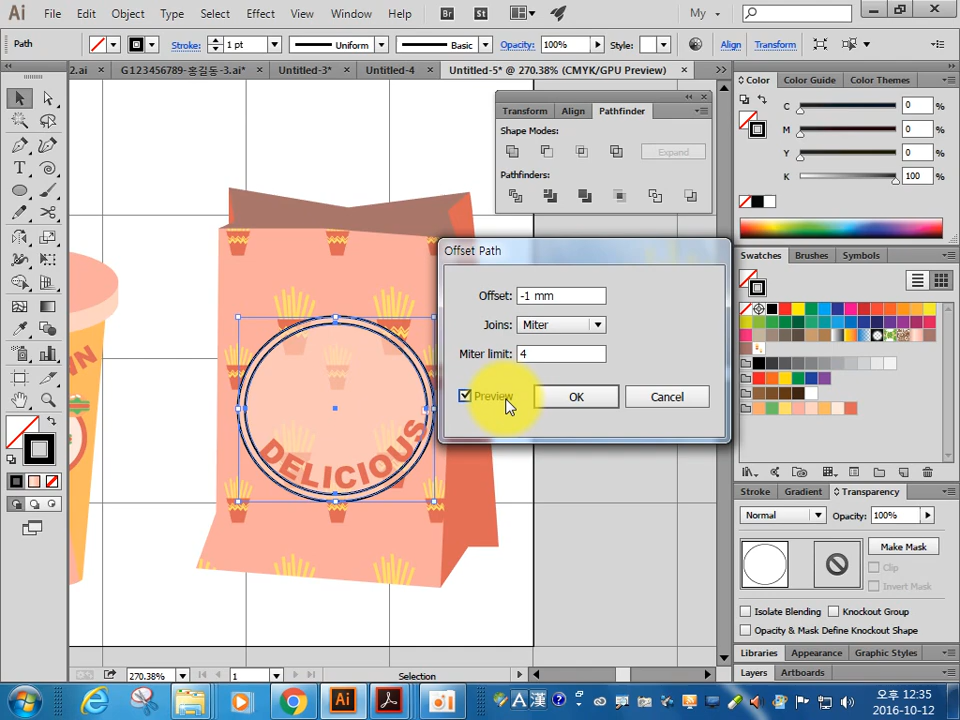 Ai File Edit Object Type Select Effect View Window Help Br St My
Path Stroke: 1 pt Uniform Basic Opacity: 100% Style: Align Transform
2.ai × G123456789-홍길동-3.ai* × Untitled-3* × Untitled-4 × Untitled-5* @ 270.38% (CMYK/GPU Preview) ×
Transform Align Pathfinder
Shape Modes:
Expand
Pathfinders:
Color Color Guide Color Themes
C 0 %
M 0 %
Y 0 %
K 100 %
Swatches Brushes Symbols
Offset Path
Offset: -1 mm
Joins: Miter
Miter limit: 4
Preview OK Cancel
DELICIOUS
Stroke Gradient Transparency
Normal Opacity: 100%
Make Mask
Clip
Invert Mask
Isolate Blending Knockout Group
Opacity & Mask Define Knockout Shape
Libraries Appearance Graphic Styles
Layers Artboards
270.38% 1 Selection
Ai A 漢 오후 12:35
2016-10-12